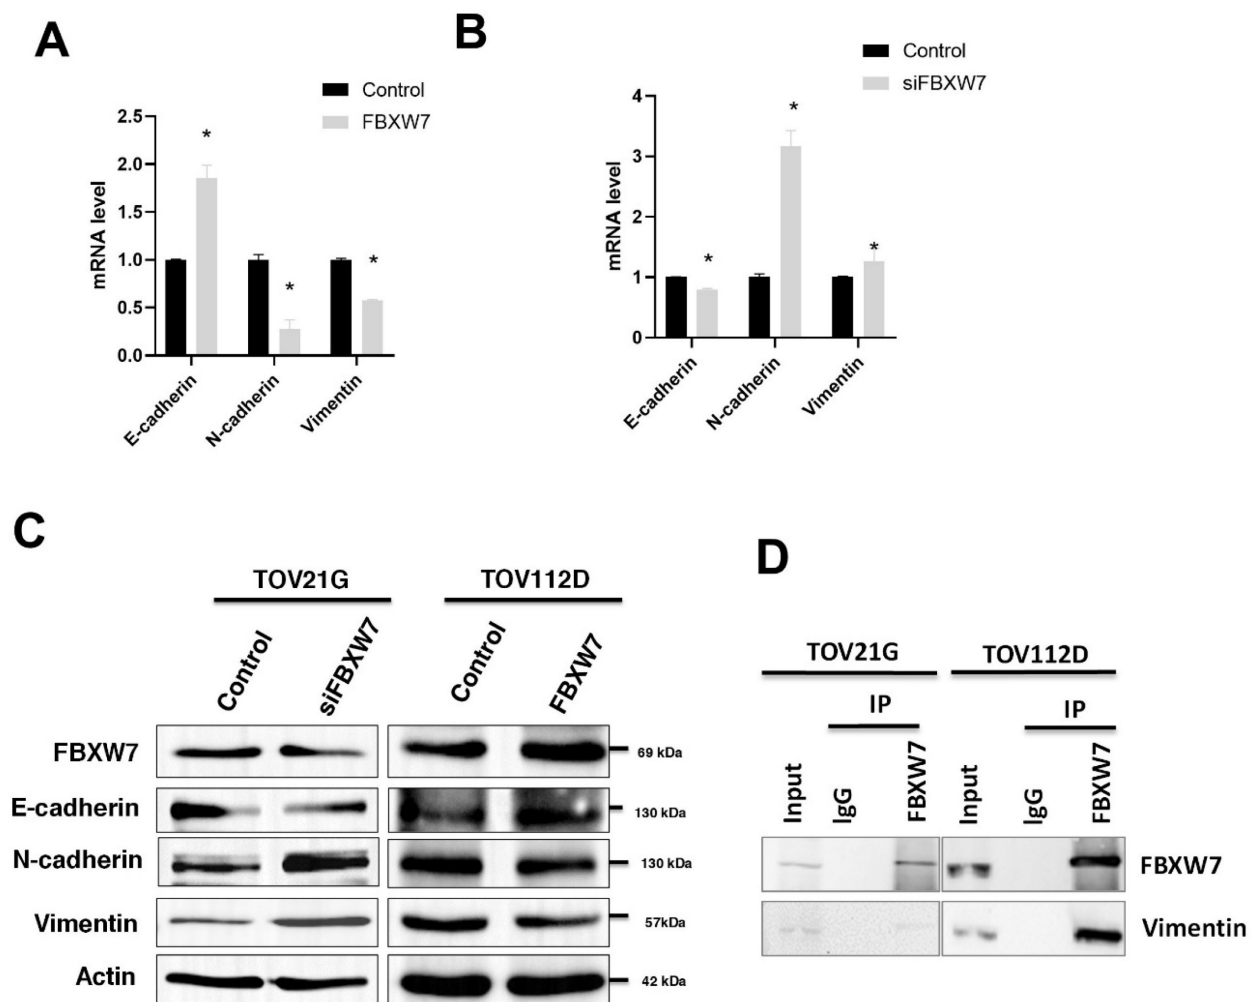 A
Control
FBXW7
2.5
2.0
1.5
1.0
0.5
0.0
mRNA level
*
*
*
E-cadherin
N-cadherin
Vimentin
B
Control
siFBXW7
4
3
2
1
0
mRNA level
*
*
*
E-cadherin
N-cadherin
Vimentin
C
TOV21G
TOV112D
Control
siFBXW7
Control
FBXW7
FBXW7
69 kDa
E-cadherin
130 kDa
N-cadherin
130 kDa
Vimentin
57kDa
Actin
42 kDa
D
TOV21G
TOV112D
IP
IP
Input
IgG
FBXW7
Input
IgG
FBXW7
FBXW7
Vimentin